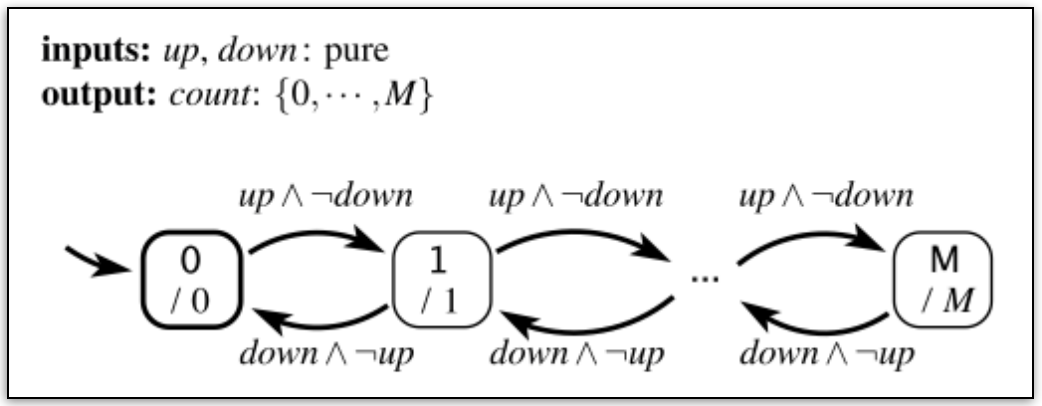 inputs: up, down: pure
output: count: {0,⋯,M}
up ∧ ¬down up ∧ ¬down up ∧ ¬down
0 1 ... M
/ 0 / 1 / M
down ∧ ¬up down ∧ ¬up down ∧ ¬up